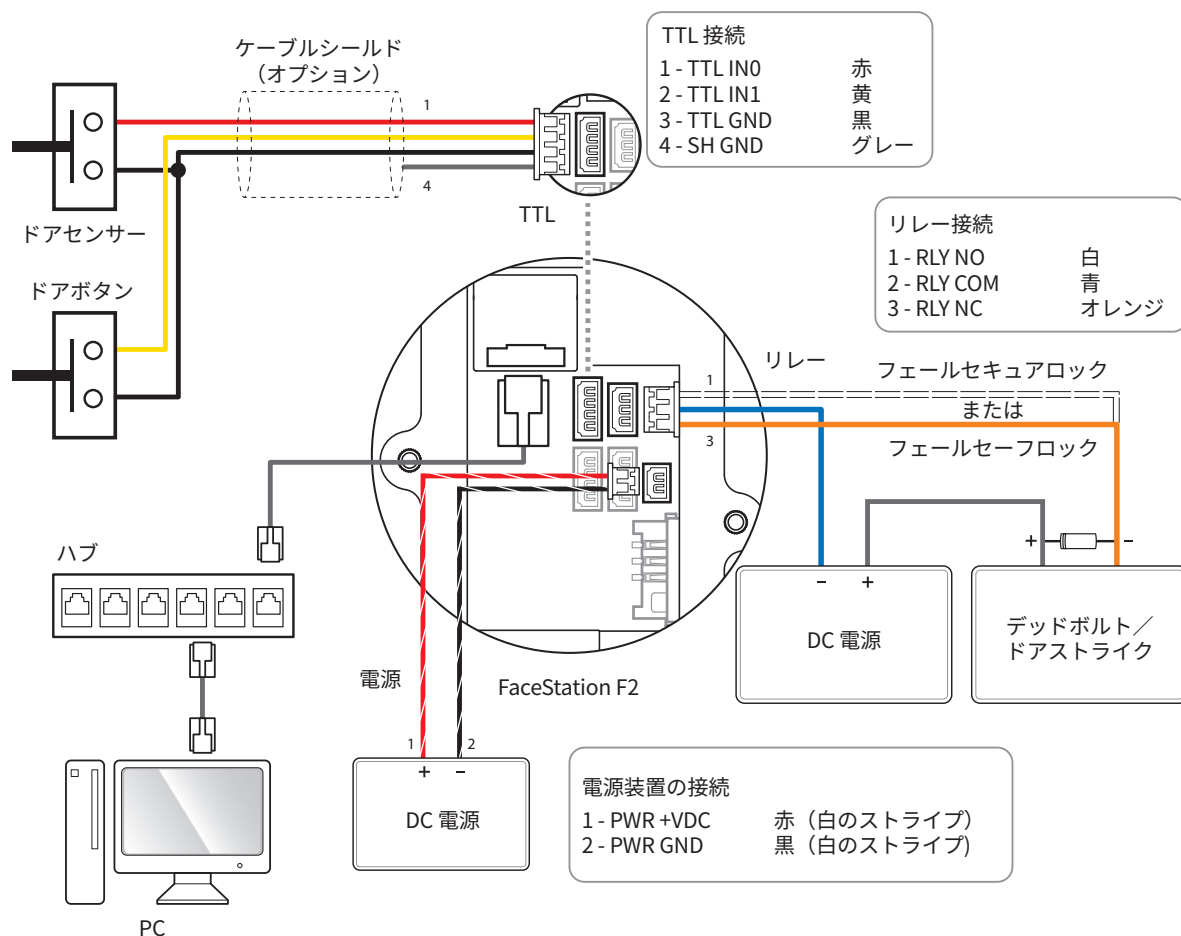 ケーブルシールド
（オプション）
TTL 接続
1 - TTL IN0 赤
2 - TTL IN1 黄
3 - TTL GND 黒
4 - SH GND グレー
1
4
TTL
ドアセンサー
リレー接続
1 - RLY NO 白
2 - RLY COM 青
3 - RLY NC オレンジ
ドアボタン
リレー
フェールセキュアロック
1
または
3
フェールセーフロック
+ −
ハブ
− +
DC 電源
デッドボルト／
ドアストライク
電源
FaceStation F2
1 2
+ −
DC 電源
電源装置の接続
1 - PWR +VDC 赤（白のストライプ）
2 - PWR GND 黒（白のストライプ)
PC